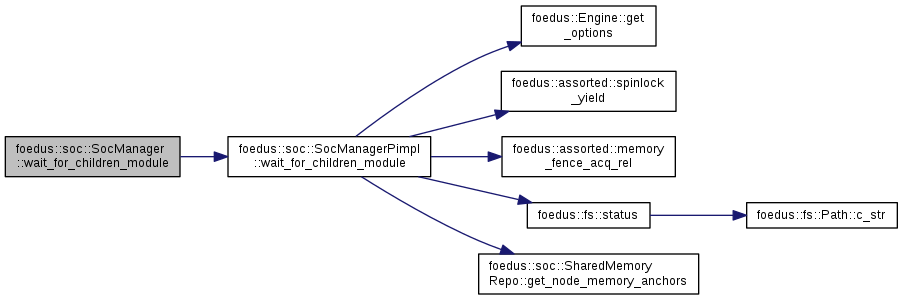 foedus::soc::SocManager
::wait_for_children_module
foedus::soc::SocManagerPimpl
::wait_for_children_module
foedus::Engine::get
_options
foedus::assorted::spinlock
_yield
foedus::assorted::memory
_fence_acq_rel
foedus::fs::status
foedus::fs::Path::c_str
foedus::soc::SharedMemory
Repo::get_node_memory_anchors